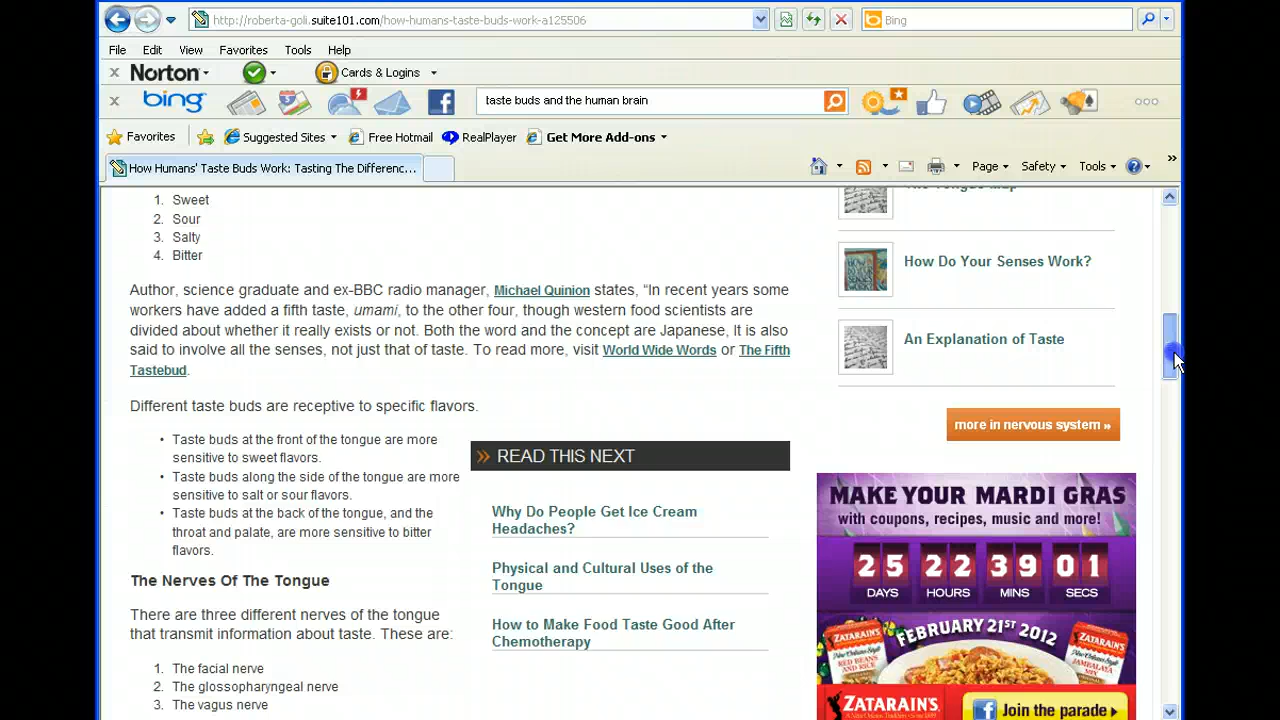 http://roberta-goli.suite101.com/how-humans-taste-buds-work-a125506
Bing
File Edit View Favorites Tools Help
Norton Cards & Logins
bing taste buds and the human brain
Favorites Suggested Sites Free Hotmail RealPlayer Get More Add-ons
How Humans' Taste Buds Work: Tasting The Differenc... Page Safety Tools
1. Sweet
2. Sour
3. Salty
4. Bitter
Author, science graduate and ex-BBC radio manager, Michael Quinion states, “In recent years some
workers have added a fifth taste, umami, to the other four, though western food scientists are
divided about whether it really exists or not. Both the word and the concept are Japanese, It is also
said to involve all the senses, not just that of taste. To read more, visit World Wide Words or The Fifth
Tastebud.
Different taste buds are receptive to specific flavors.
• Taste buds at the front of the tongue are more
sensitive to sweet flavors.
• Taste buds along the side of the tongue are more
sensitive to salt or sour flavors.
• Taste buds at the back of the tongue, and the
throat and palate, are more sensitive to bitter
flavors.
The Nerves Of The Tongue
There are three different nerves of the tongue
that transmit information about taste. These are:
1. The facial nerve
2. The glossopharyngeal nerve
3. The vagus nerve
» READ THIS NEXT
Why Do People Get Ice Cream
Headaches?
Physical and Cultural Uses of the
Tongue
How to Make Food Taste Good After
Chemotherapy
The Tongue Map
How Do Your Senses Work?
An Explanation of Taste
more in nervous system »
MAKE YOUR MARDI GRAS
with coupons, recipes, music and more!
25 22 39 01
DAYS HOURS MINS SECS
FEBRUARY 21ST 2012
ZATARAIN'S
RED BEANS
AND RICE
ZATARAIN'S
JAMBALAYA
MIX
ZATARAIN'S
Join the parade